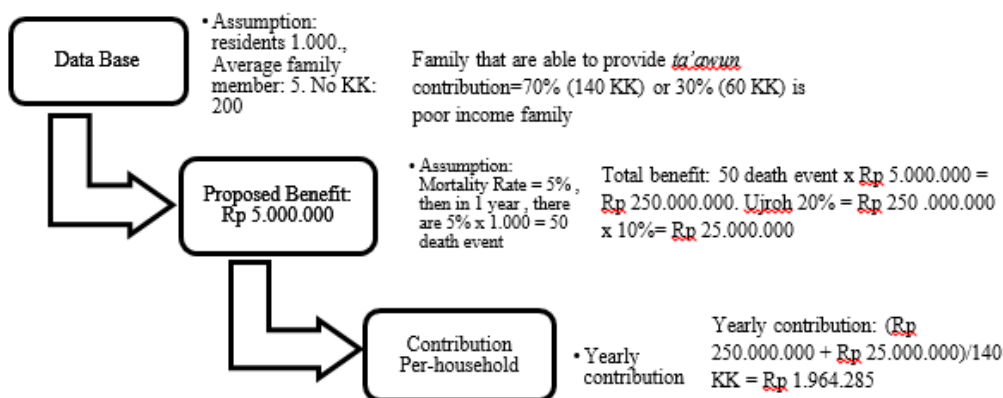 Data Base
• Assumption:
residents 1.000.,
Average family
member: 5. No KK:
200
Family that are able to provide ta'awun
contribution=70% (140 KK) or 30% (60 KK) is
poor income family
Proposed Benefit:
Rp 5.000.000
• Assumption:
Mortality Rate = 5% ,
then in 1 year , there
are 5% x 1.000 = 50
death event
Total benefit: 50 death event x Rp 5.000.000 =
Rp 250.000.000. Ujroh 20% = Rp 250 .000.000
x 10%= Rp 25.000.000
Contribution
Per-household
• Yearly
contribution
Yearly contribution: (Rp
250.000.000 + Rp 25.000.000)/140
KK = Rp 1.964.285